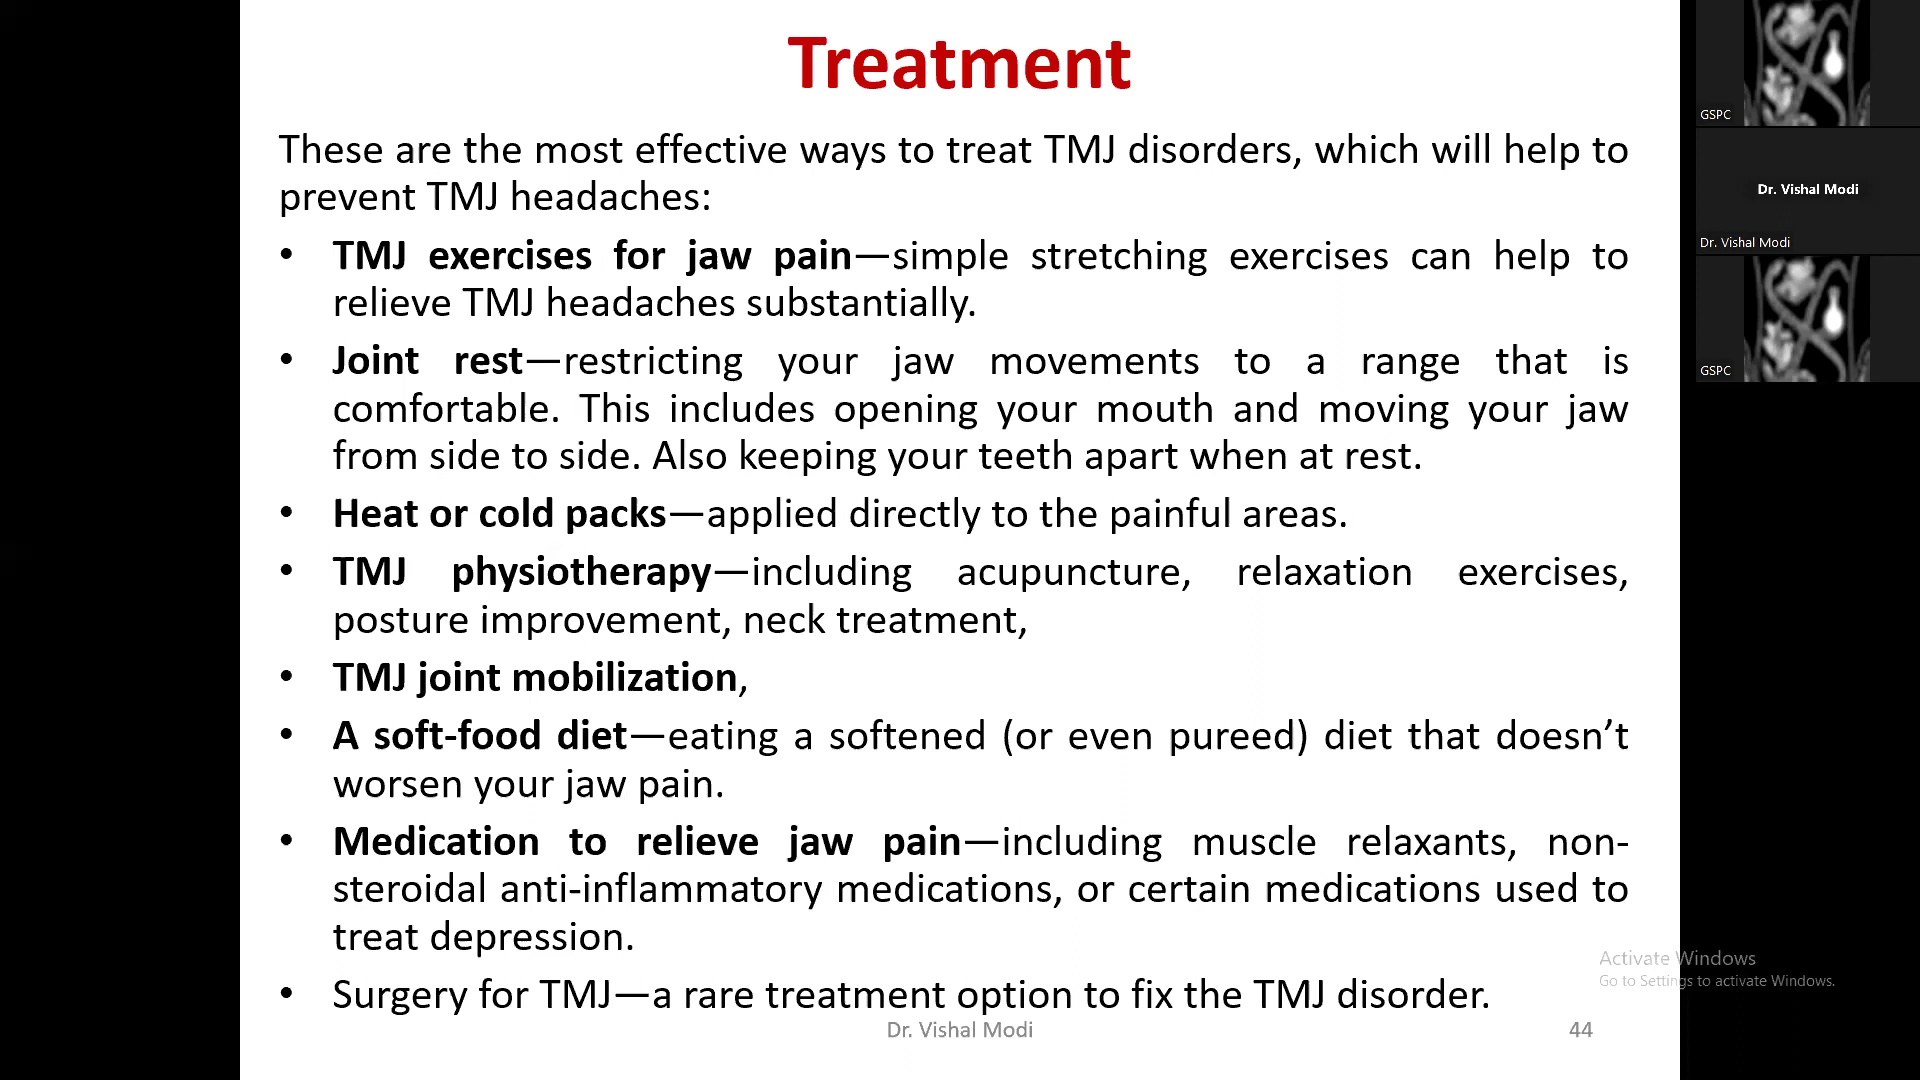 Treatment
These are the most effective ways to treat TMJ disorders, which will help to
prevent TMJ headaches:
• TMJ exercises for jaw pain—simple stretching exercises can help to
relieve TMJ headaches substantially.
• Joint rest—restricting your jaw movements to a range that is
comfortable. This includes opening your mouth and moving your jaw
from side to side. Also keeping your teeth apart when at rest.
• Heat or cold packs—applied directly to the painful areas.
• TMJ physiotherapy—including acupuncture, relaxation exercises,
posture improvement, neck treatment,
• TMJ joint mobilization,
• A soft-food diet—eating a softened (or even pureed) diet that doesn’t
worsen your jaw pain.
• Medication to relieve jaw pain—including muscle relaxants, non-
steroidal anti-inflammatory medications, or certain medications used to
treat depression.
• Surgery for TMJ—a rare treatment option to fix the TMJ disorder.
Dr. Vishal Modi
44
GSPC
Dr. Vishal Modi
Dr. Vishal Modi
GSPC
Activate Windows
Go to Settings to activate Windows.